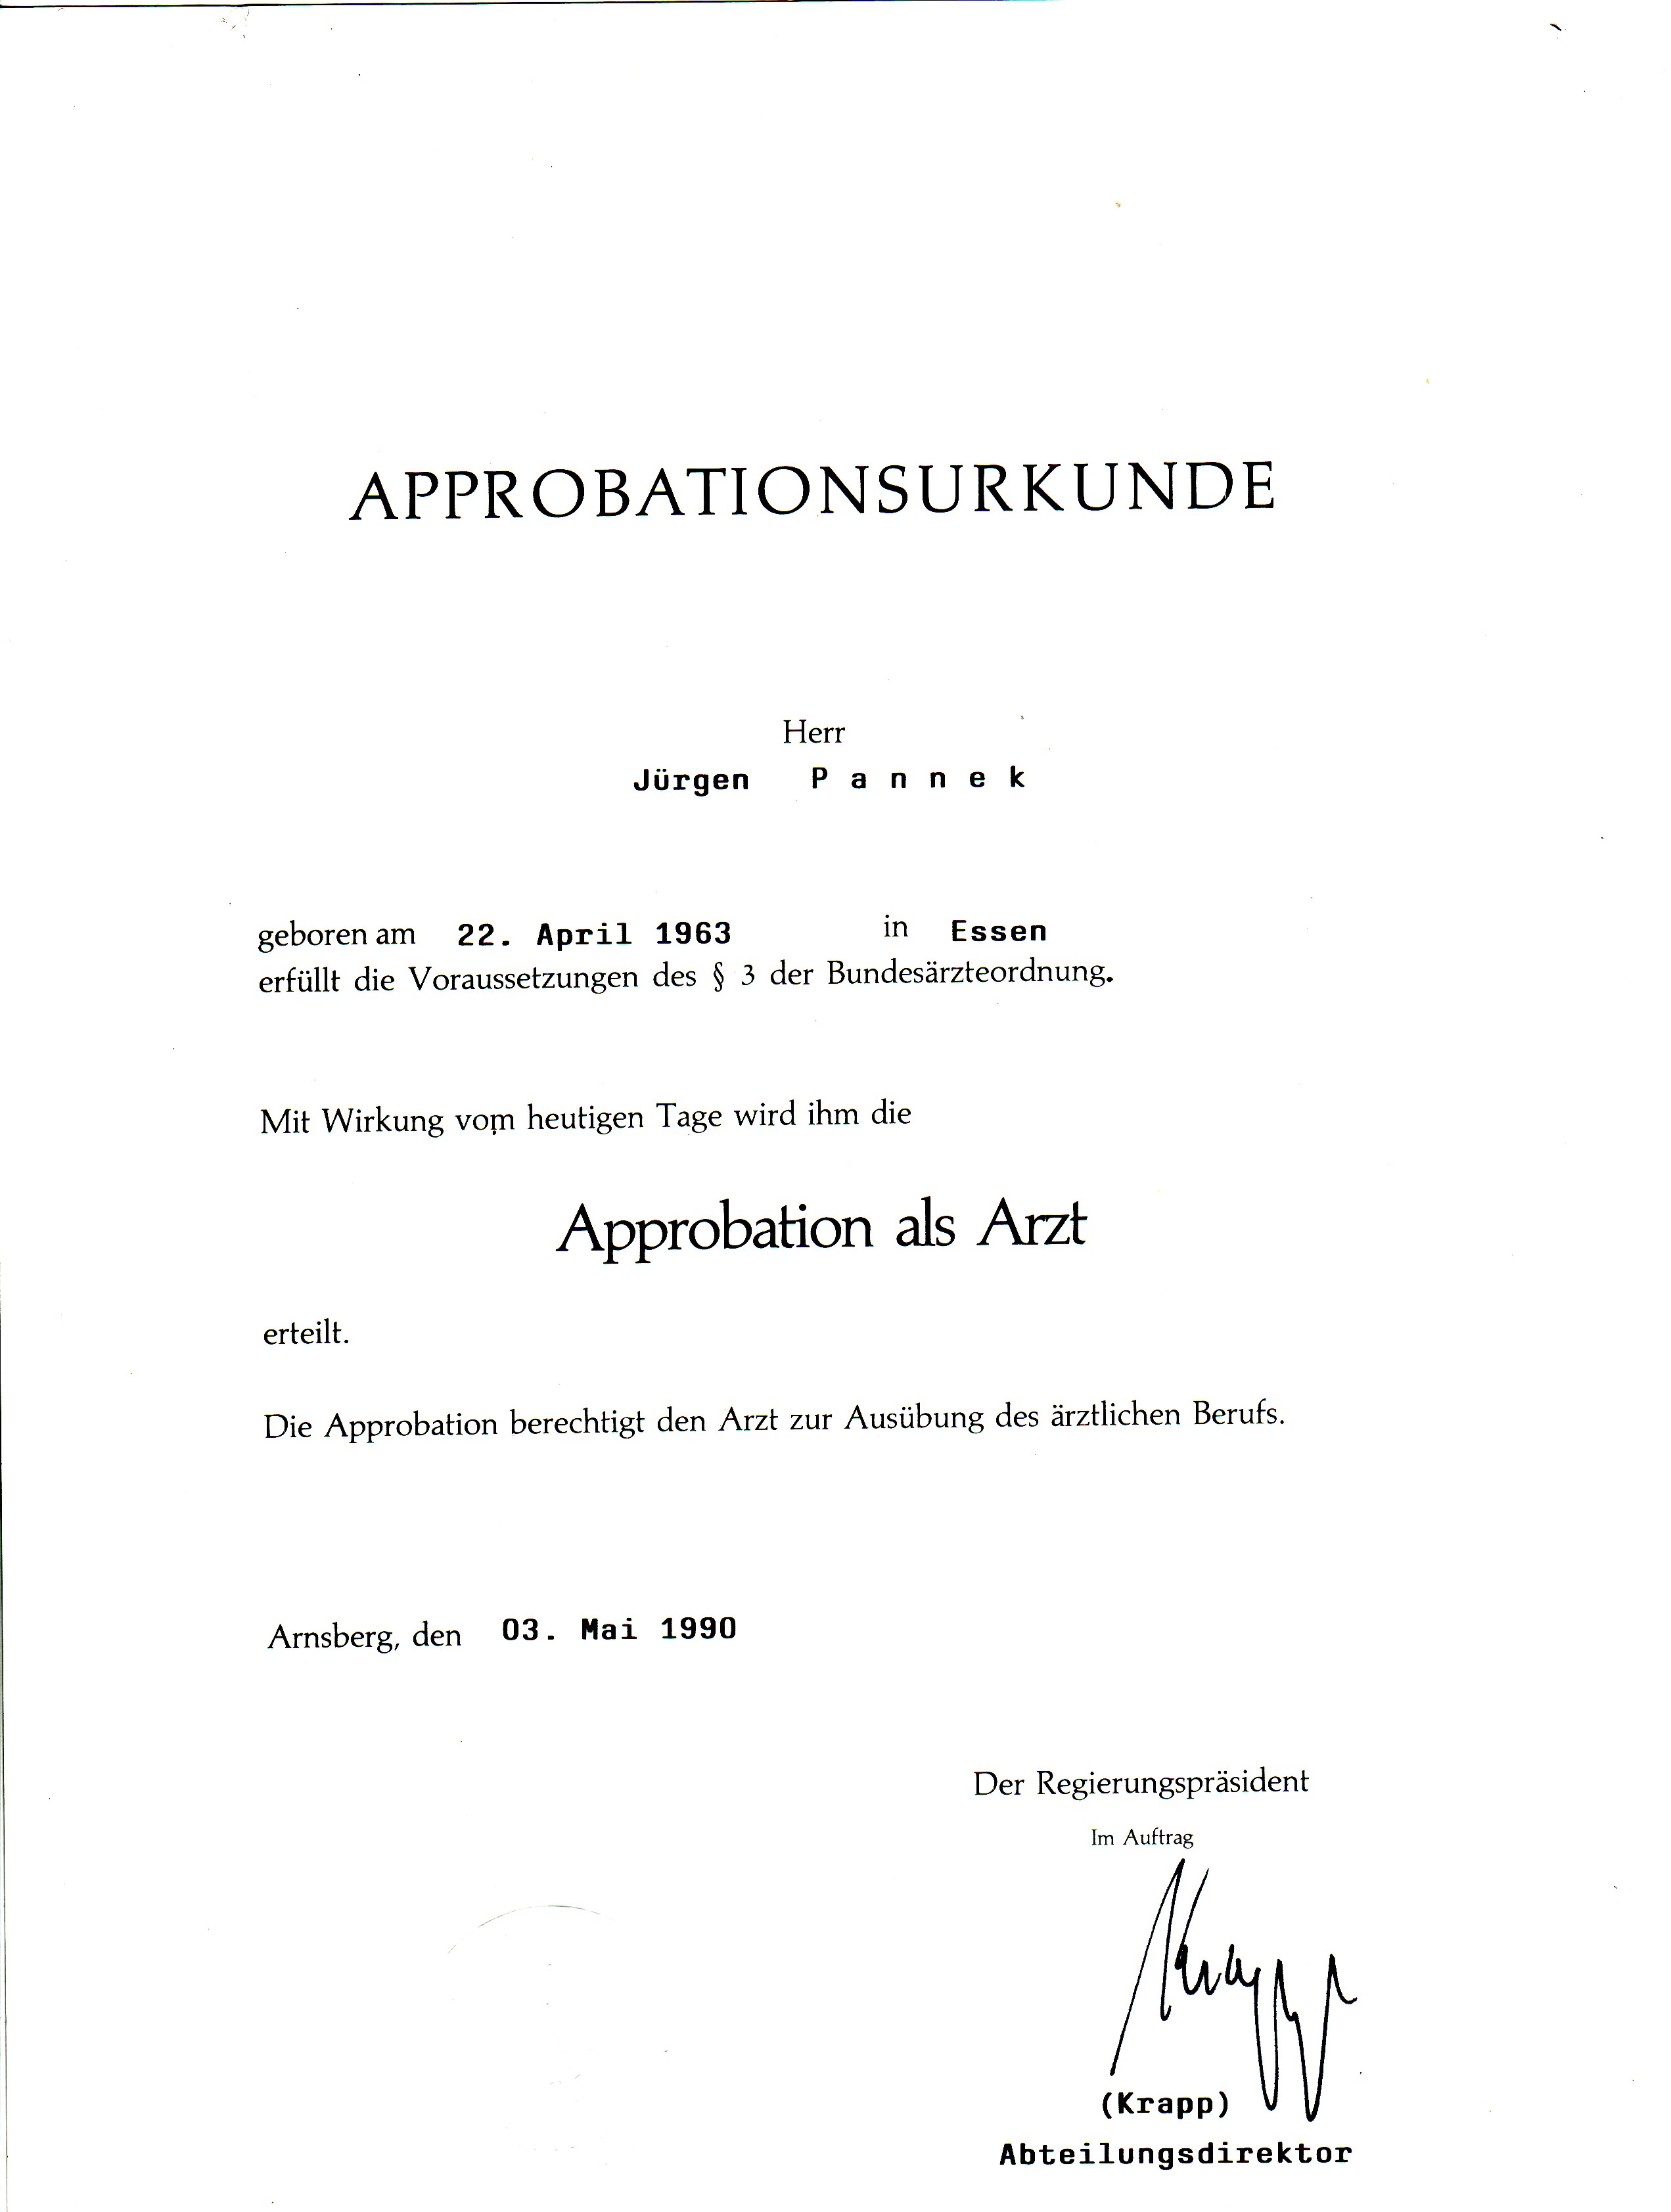 APPROBATIONSURKUNDE
Herr
Jürgen P a n n e k
geboren am 22. April 1963 in Essen
erfüllt die Voraussetzungen des § 3 der Bundesärzteordnung.
Mit Wirkung vom heutigen Tage wird ihm die
Approbation als Arzt
erteilt.
Die Approbation berechtigt den Arzt zur Ausübung des ärztlichen Berufs.
Arnsberg, den 03. Mai 1990
Der Regierungspräsident
Im Auftrag
Krapp
(Krapp)
Abteilungsdirektor